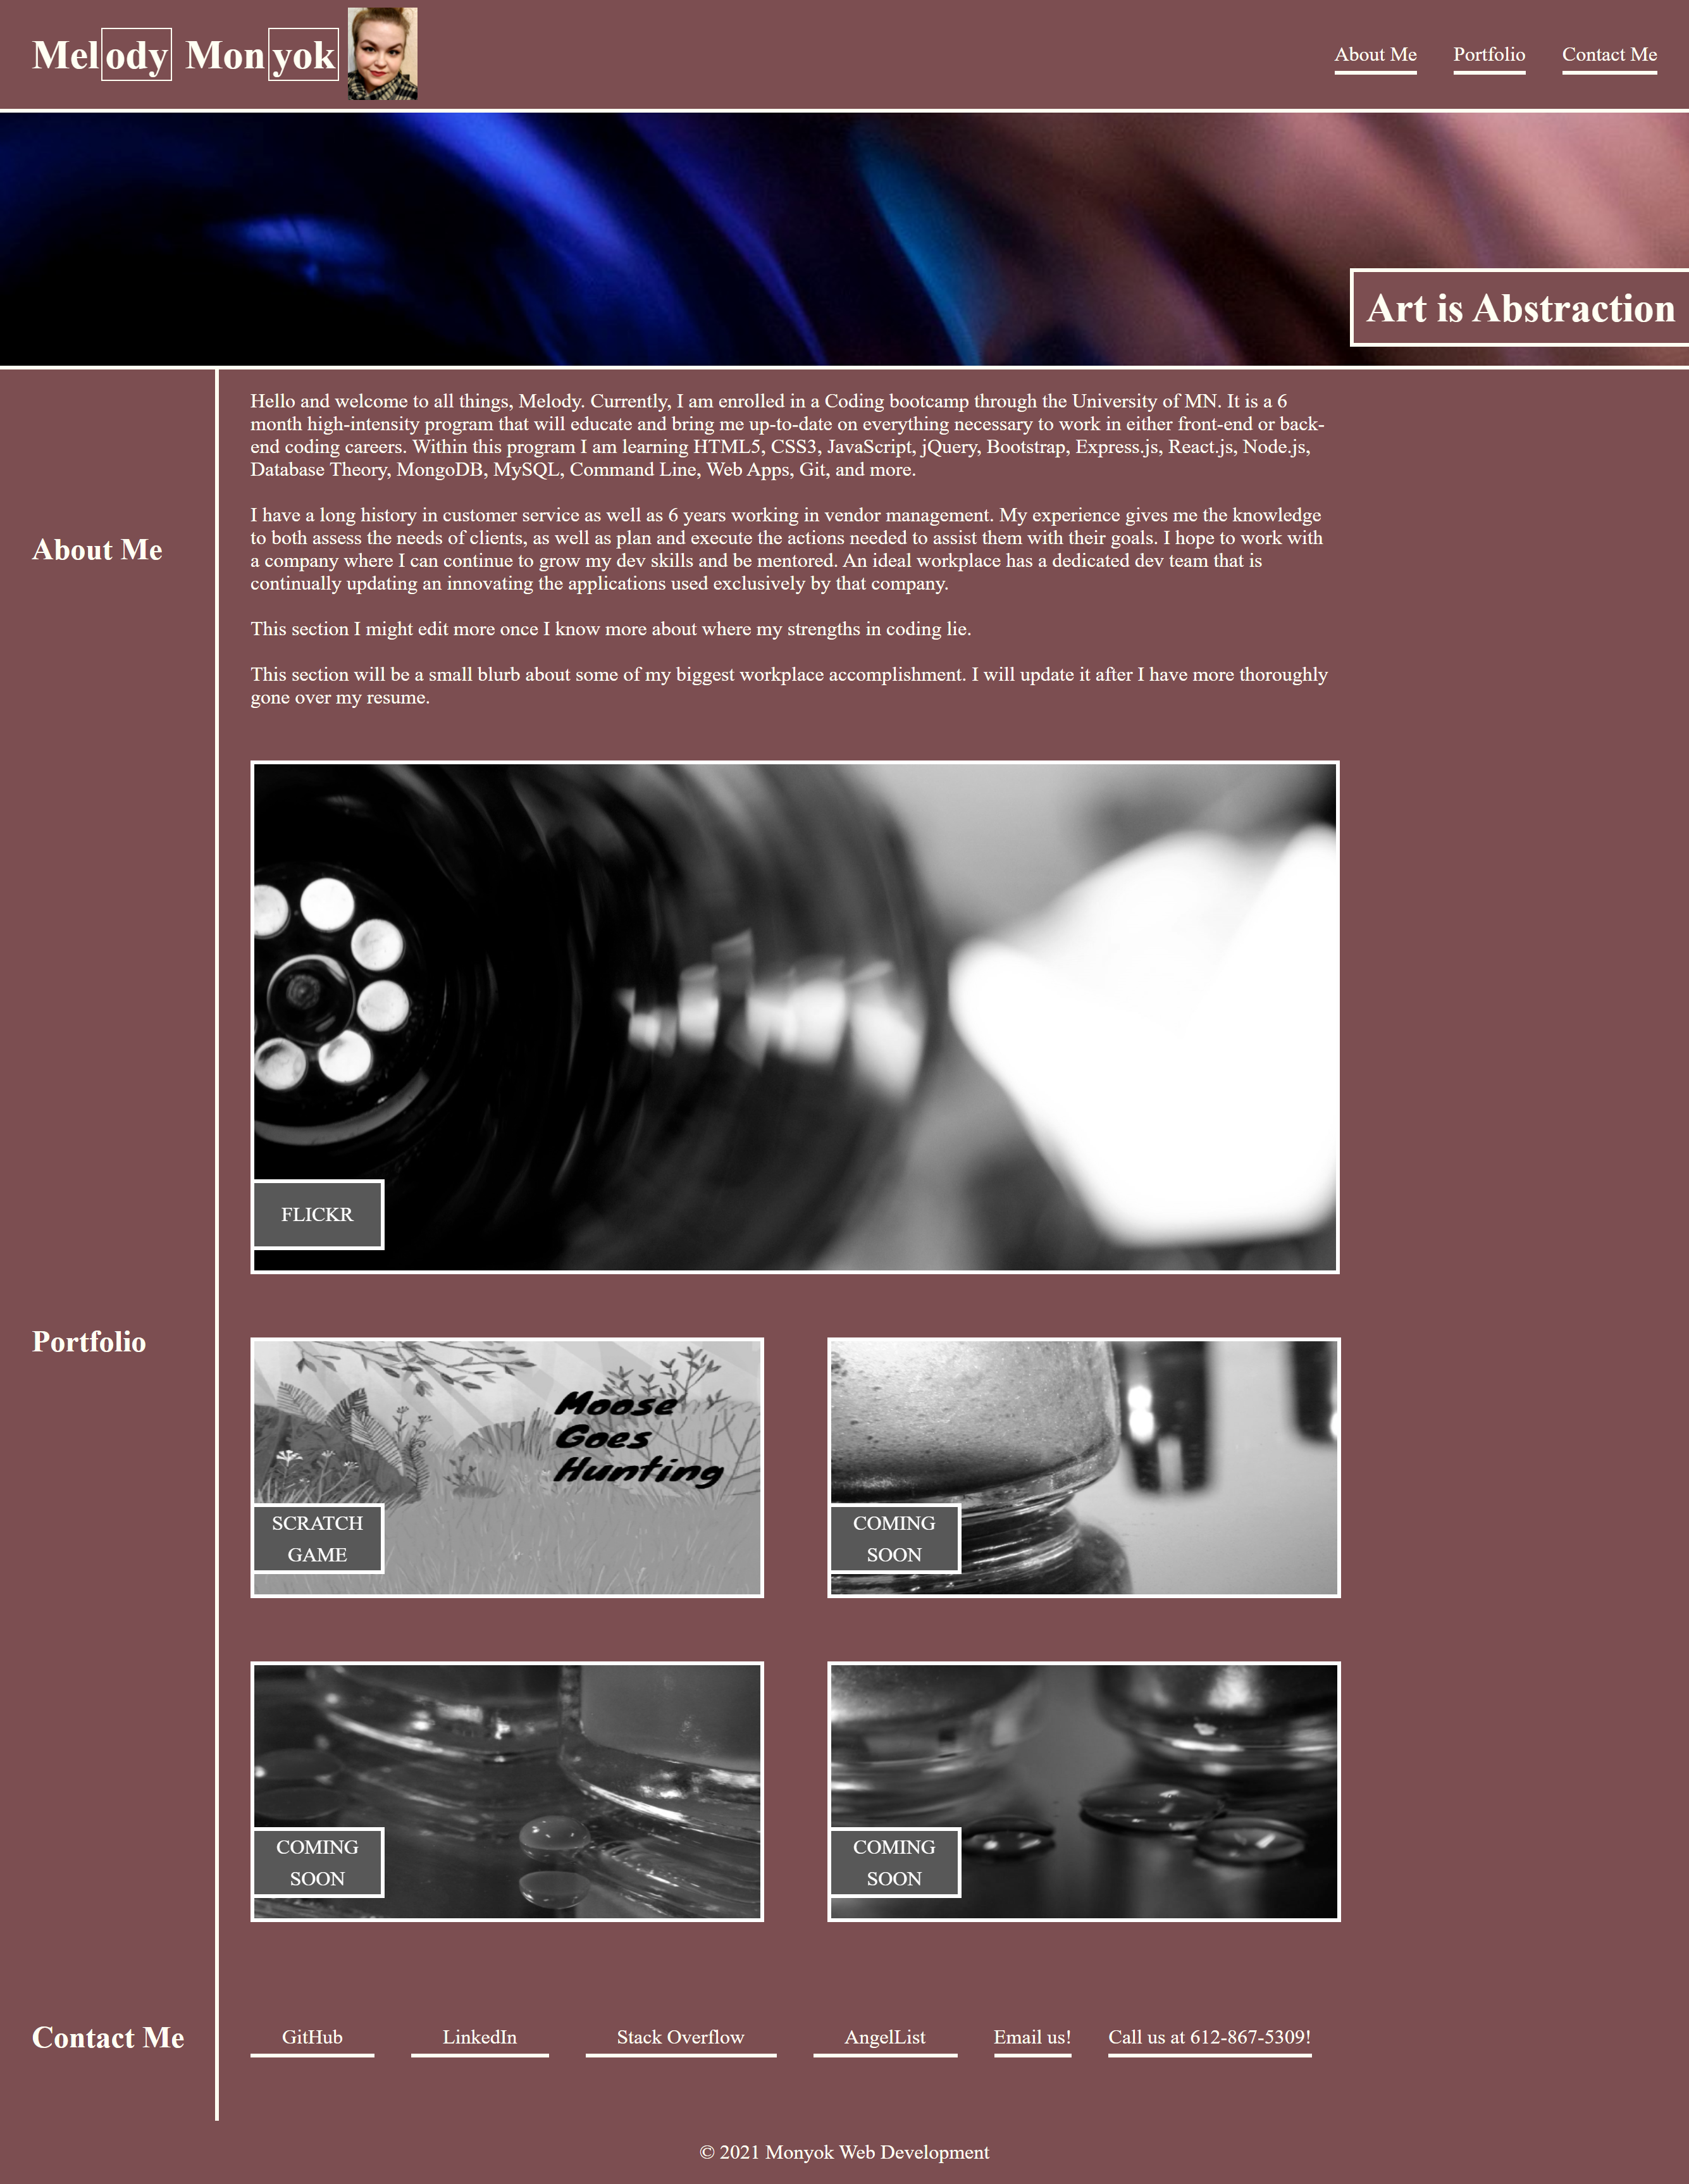 Melody Monyok
About Me Portfolio Contact Me
Art is Abstraction
Hello and welcome to all things, Melody. Currently, I am enrolled in a Coding bootcamp through the University of MN. It is a 6
month high-intensity program that will educate and bring me up-to-date on everything necessary to work in either front-end or back-
end coding careers. Within this program I am learning HTML5, CSS3, JavaScript, jQuery, Bootstrap, Express.js, React.js, Node.js,
Database Theory, MongoDB, MySQL, Command Line, Web Apps, Git, and more.
About Me
I have a long history in customer service as well as 6 years working in vendor management. My experience gives me the knowledge
to both assess the needs of clients, as well as plan and execute the actions needed to assist them with their goals. I hope to work with
a company where I can continue to grow my dev skills and be mentored. An ideal workplace has a dedicated dev team that is
continually updating an innovating the applications used exclusively by that company.
This section I might edit more once I know more about where my strengths in coding lie.
This section will be a small blurb about some of my biggest workplace accomplishment. I will update it after I have more thoroughly
gone over my resume.
Portfolio
FLICKR
Moose
Goes
Hunting
SCRATCH
GAME
COMING
SOON
COMING
SOON
COMING
SOON
Contact Me
GitHub LinkedIn Stack Overflow AngelList Email us! Call us at 612-867-5309!
© 2021 Monyok Web Development